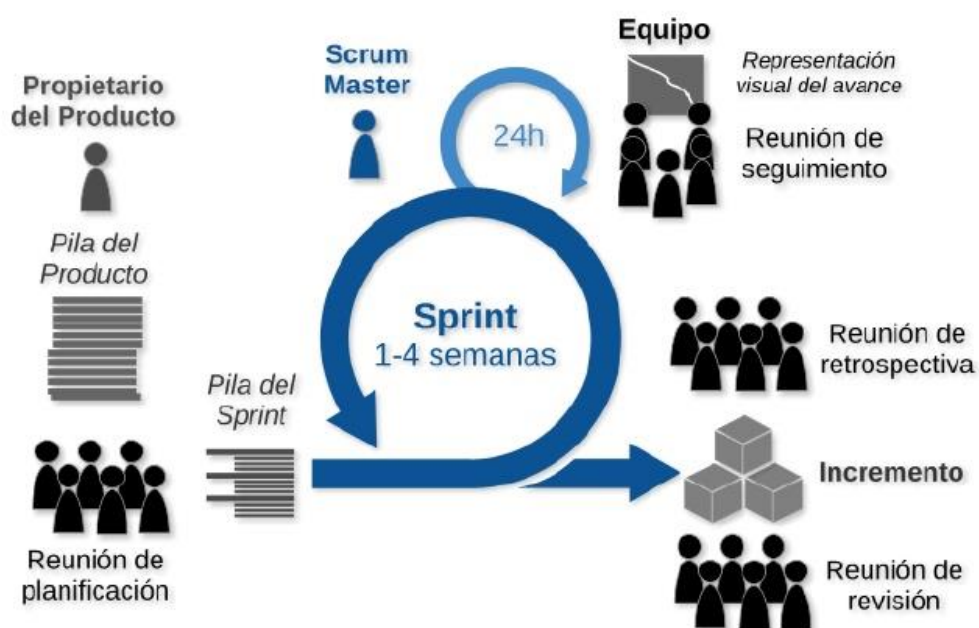 Propietario
del Producto
Pila del
Producto
Reunión de
planificación
Pila del
Sprint
Scrum
Master
24h
Sprint
1-4 semanas
Equipo
Representación
visual del avance
Reunión de
seguimiento
Reunión de
retrospectiva
Incremento
Reunión de
revisión